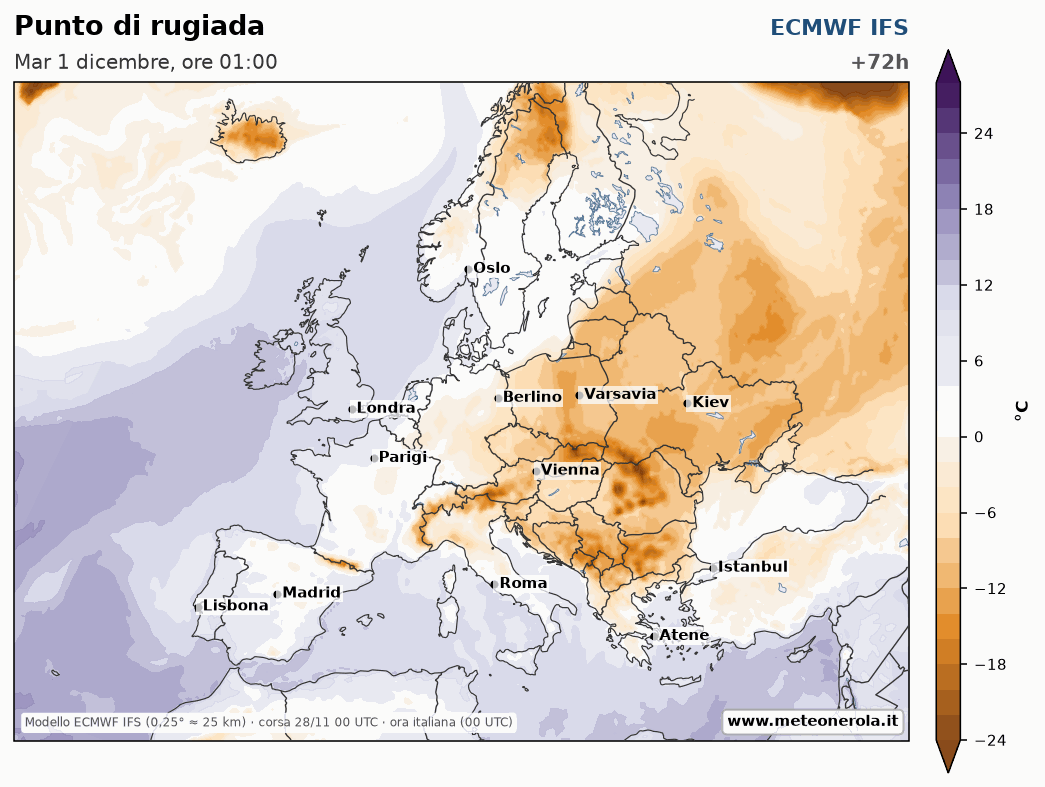 Punto di rugiada
ECMWF IFS
Mar 1 dicembre, ore 01:00
+72h
24
18
12
6
0
−6
−12
−18
−24
°C
Oslo
Londra
Berlino
Varsavia
Kiev
Parigi
Vienna
Istanbul
Roma
Madrid
Lisbona
Atene
Modello ECMWF IFS (0,25° ≈ 25 km) · corsa 28/11 00 UTC · ora italiana (00 UTC)
www.meteonerola.it